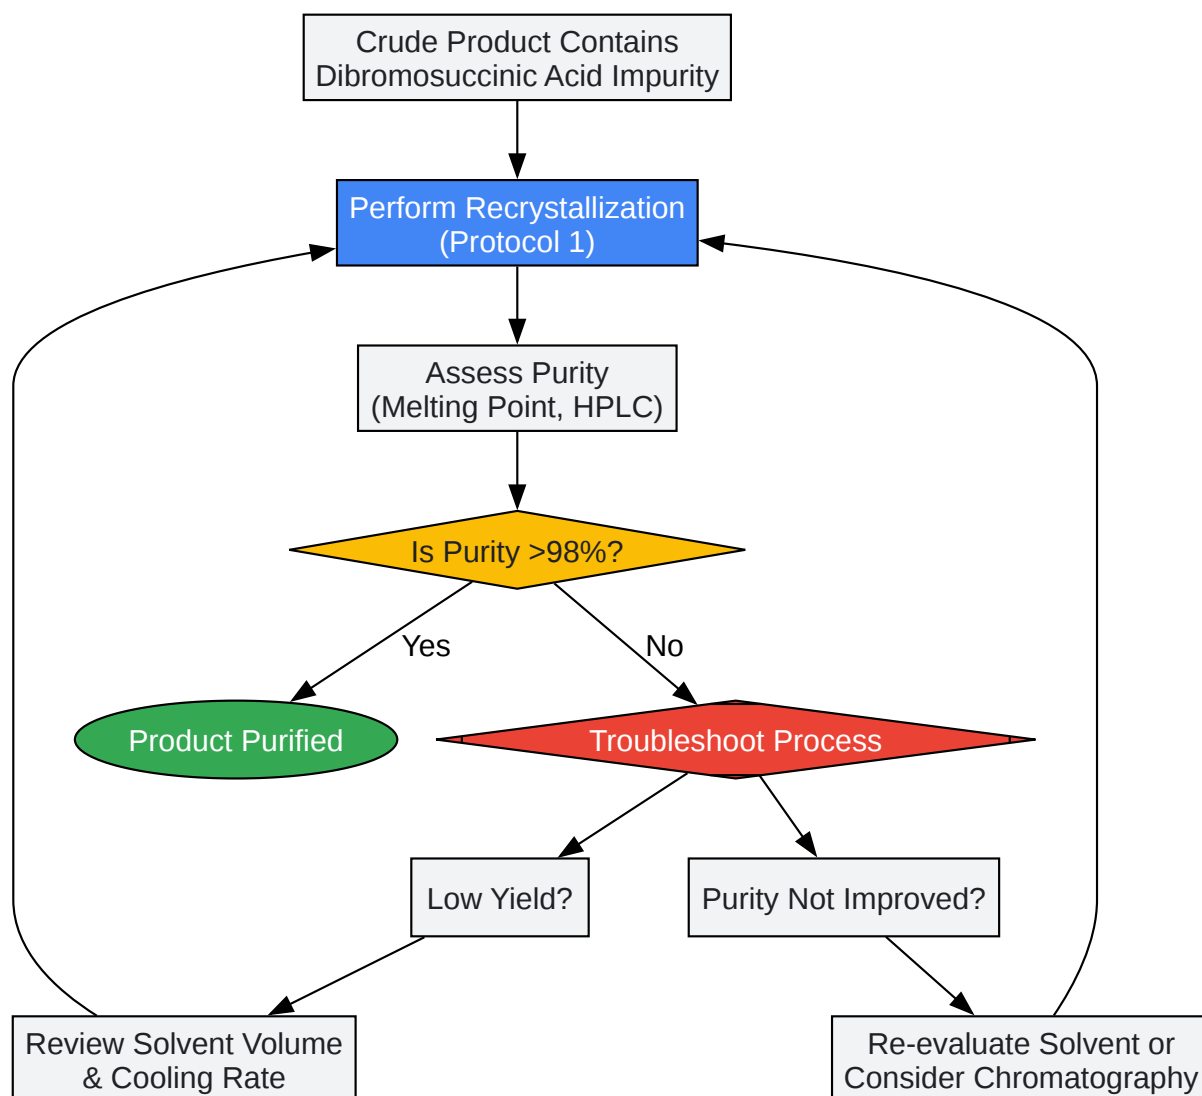 Crude Product Contains
Dibromosuccinic Acid Impurity
Perform Recrystallization
(Protocol 1)
Assess Purity
(Melting Point, HPLC)
Is Purity >98%?
Yes
No
Product Purified
Troubleshoot Process
Low Yield?
Purity Not Improved?
Review Solvent Volume
& Cooling Rate
Re-evaluate Solvent or
Consider Chromatography